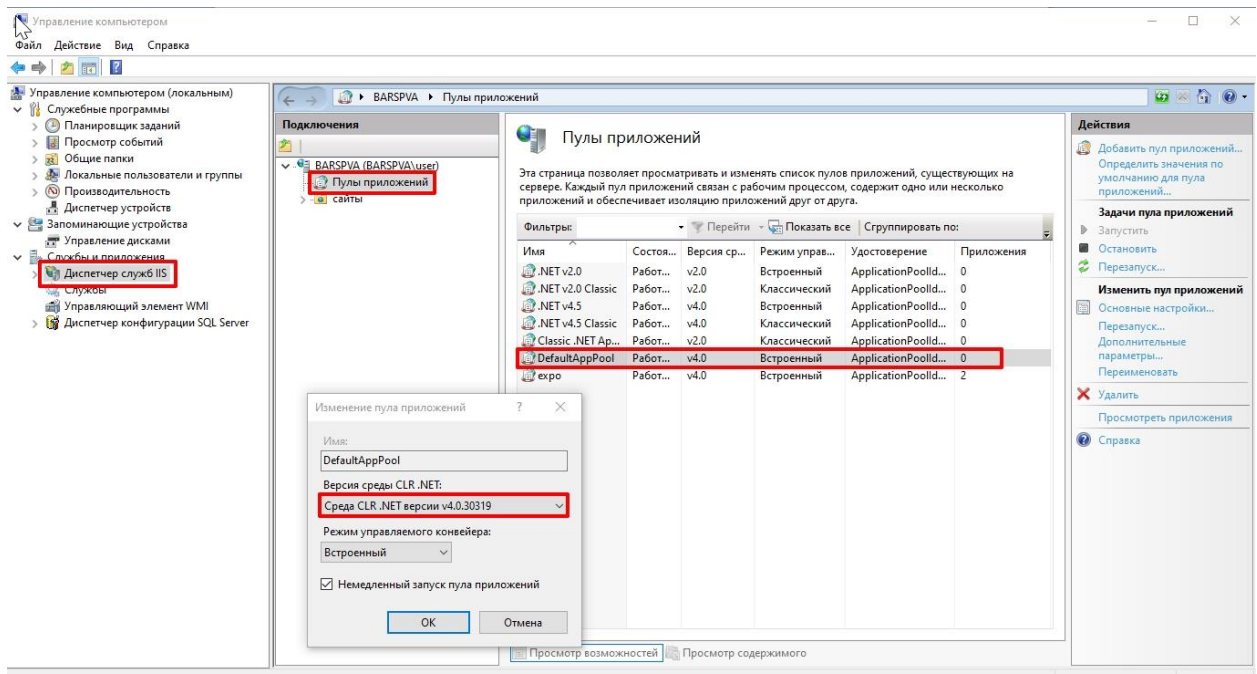 Управление компьютером
Файл Действие Вид Справка
Управление компьютером (локальным)
Служебные программы
Планировщик заданий
Просмотр событий
Общие папки
Локальные пользователи и группы
Производительность
Диспетчер устройств
Запоминающие устройства
Управление дисками
Службы и приложения
Диспетчер служб IIS
Службы
Управляющий элемент WMI
Диспетчер конфигурации SQL Server
BARSPVA Пулы приложений
Подключения
BARSPVA (BARSPVA\user)
Пулы приложений
сайты
Пулы приложений
Эта страница позволяет просматривать и изменять список пулов приложений, существующих на
сервере. Каждый пул приложений связан с рабочим процессом, содержит одно или несколько
приложений и обеспечивает изоляцию приложений друг от друга.
Фильтры: Перейти Показать все Сгруппировать по:
Имя Состоя... Версия ср... Режим управ... Удостоверение Приложения
.NET v2.0 Работ... v2.0 Встроенный ApplicationPoolId... 0
.NET v2.0 Classic Работ... v2.0 Классический ApplicationPoolId... 0
.NET v4.5 Работ... v4.0 Встроенный ApplicationPoolId... 0
.NET v4.5 Classic Работ... v4.0 Классический ApplicationPoolId... 0
Classic .NET Ap... Работ... v2.0 Классический ApplicationPoolId... 0
DefaultAppPool Работ... v4.0 Встроенный ApplicationPoolId... 0
expo Работ... v4.0 Встроенный ApplicationPoolId... 2
Изменение пула приложений ?
Имя:
DefaultAppPool
Версия среды CLR .NET:
Среда CLR .NET версии v4.0.30319
Режим управляемого конвейера:
Встроенный
Немедленный запуск пула приложений
OK Отмена
Просмотр возможностей Просмотр содержимого
Действия
Добавить пул приложений...
Определить значения по
умолчанию для пула
приложений...
Задачи пула приложений
Запустить
Остановить
Перезапуск...
Изменить пул приложений
Основные настройки...
Перезапуск...
Дополнительные
параметры...
Переименовать
Удалить
Просмотреть приложения
Справка